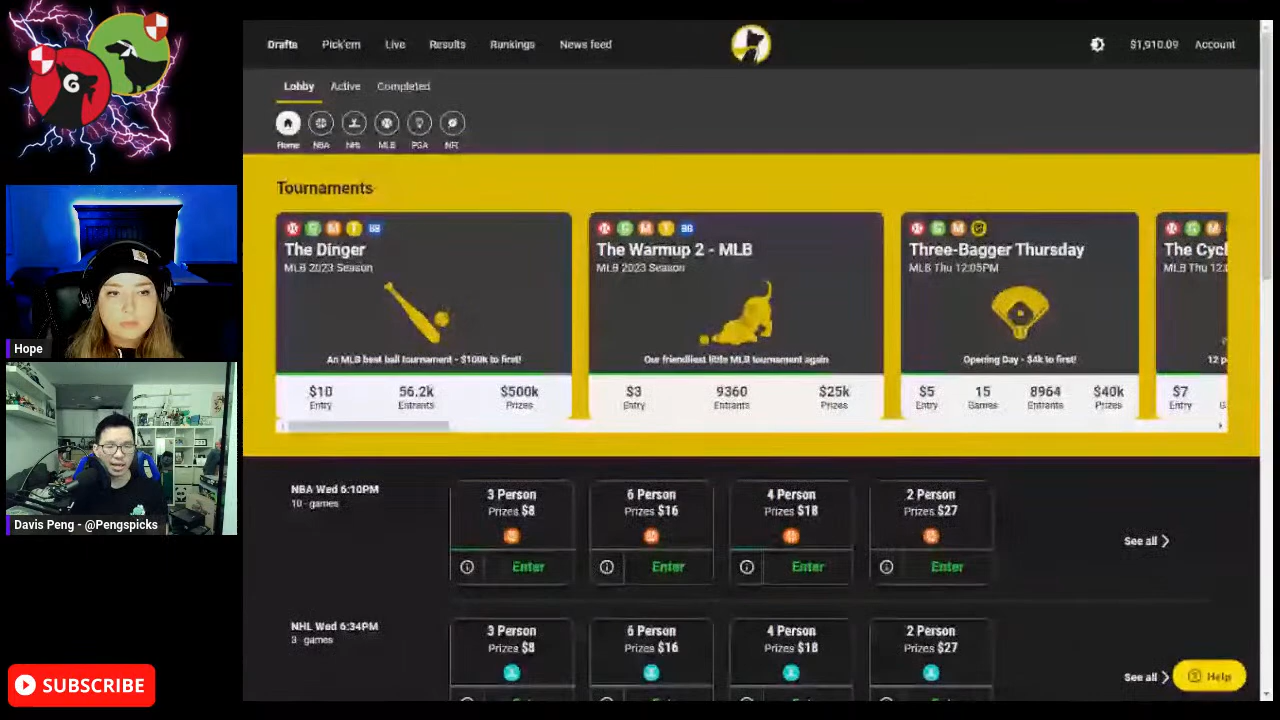 Drafts Pick'em Live Results Rankings News feed $1,910.09 Account
Lobby Active Completed
Home NBA NHL MLB PGA
Tournaments
G M T BB
The Dinger
MLB 2023 Season
An MLB best ball tournament - $100k to first!
$10 56.2k $500k
Entry Entrants Prizes
G M T BB
The Warmup 2 - MLB
MLB 2023 Season
Our friendliest little MLB tournament again
$3 9360 $25k
Entry Entrants Prizes
G M
Three-Bagger Thursday
MLB Thu 12:05PM
Opening Day - $4k to first!
$5 15 8964 $40k
Entry Games Entrants Prizes
G M
The Cycl
MLB Thu 12:
12 p
$7
Entry G
NBA Wed 6:10PM
10 games
3 Person
Prizes $8
Enter
6 Person
Prizes $16
Enter
4 Person
Prizes $18
Enter
2 Person
Prizes $27
Enter
See all
NHL Wed 6:34PM
3 games
3 Person
Prizes $8
6 Person
Prizes $16
4 Person
Prizes $18
2 Person
Prizes $27
See all
Help
G
Hope
Davis Peng - @Pengspicks
SUBSCRIBE